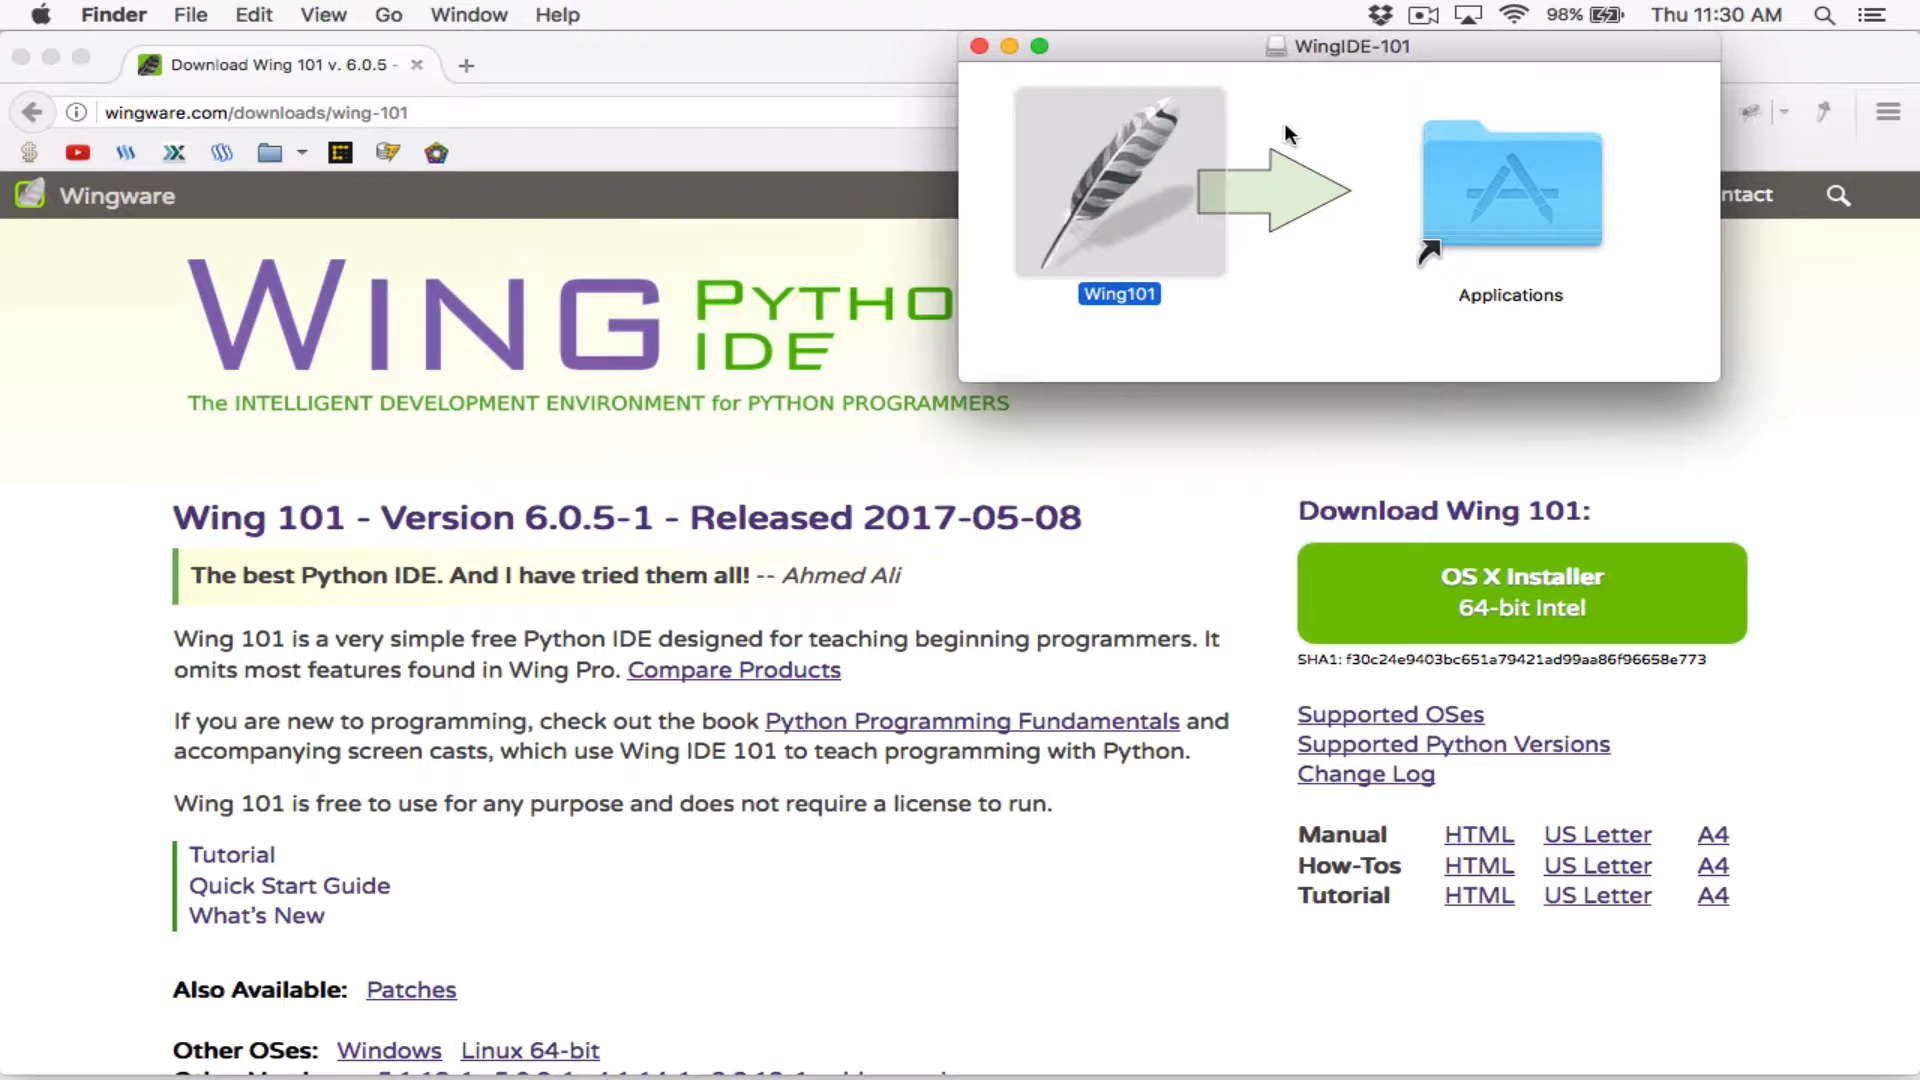 Finder File Edit View Go Window Help 98% Thu 11:30 AM
Download Wing 101 v. 6.0.5 -
WingIDE-101
wingware.com/downloads/wing-101
Wingware
ntact
Wing101
Applications
WING PYTHO
IDE
The INTELLIGENT DEVELOPMENT ENVIRONMENT for PYTHON PROGRAMMERS
Wing 101 - Version 6.0.5-1 - Released 2017-05-08
The best Python IDE. And I have tried them all! -- Ahmed Ali
Wing 101 is a very simple free Python IDE designed for teaching beginning programmers. It
omits most features found in Wing Pro. Compare Products
If you are new to programming, check out the book Python Programming Fundamentals and
accompanying screen casts, which use Wing IDE 101 to teach programming with Python.
Wing 101 is free to use for any purpose and does not require a license to run.
Tutorial
Quick Start Guide
What's New
Also Available: Patches
Other OSes: Windows Linux 64-bit
Download Wing 101:
OS X Installer
64-bit Intel
SHA1: f30c24e9403bc651a79421ad99aa86f96658e773
Supported OSes
Supported Python Versions
Change Log
Manual HTML US Letter A4
How-Tos HTML US Letter A4
Tutorial HTML US Letter A4